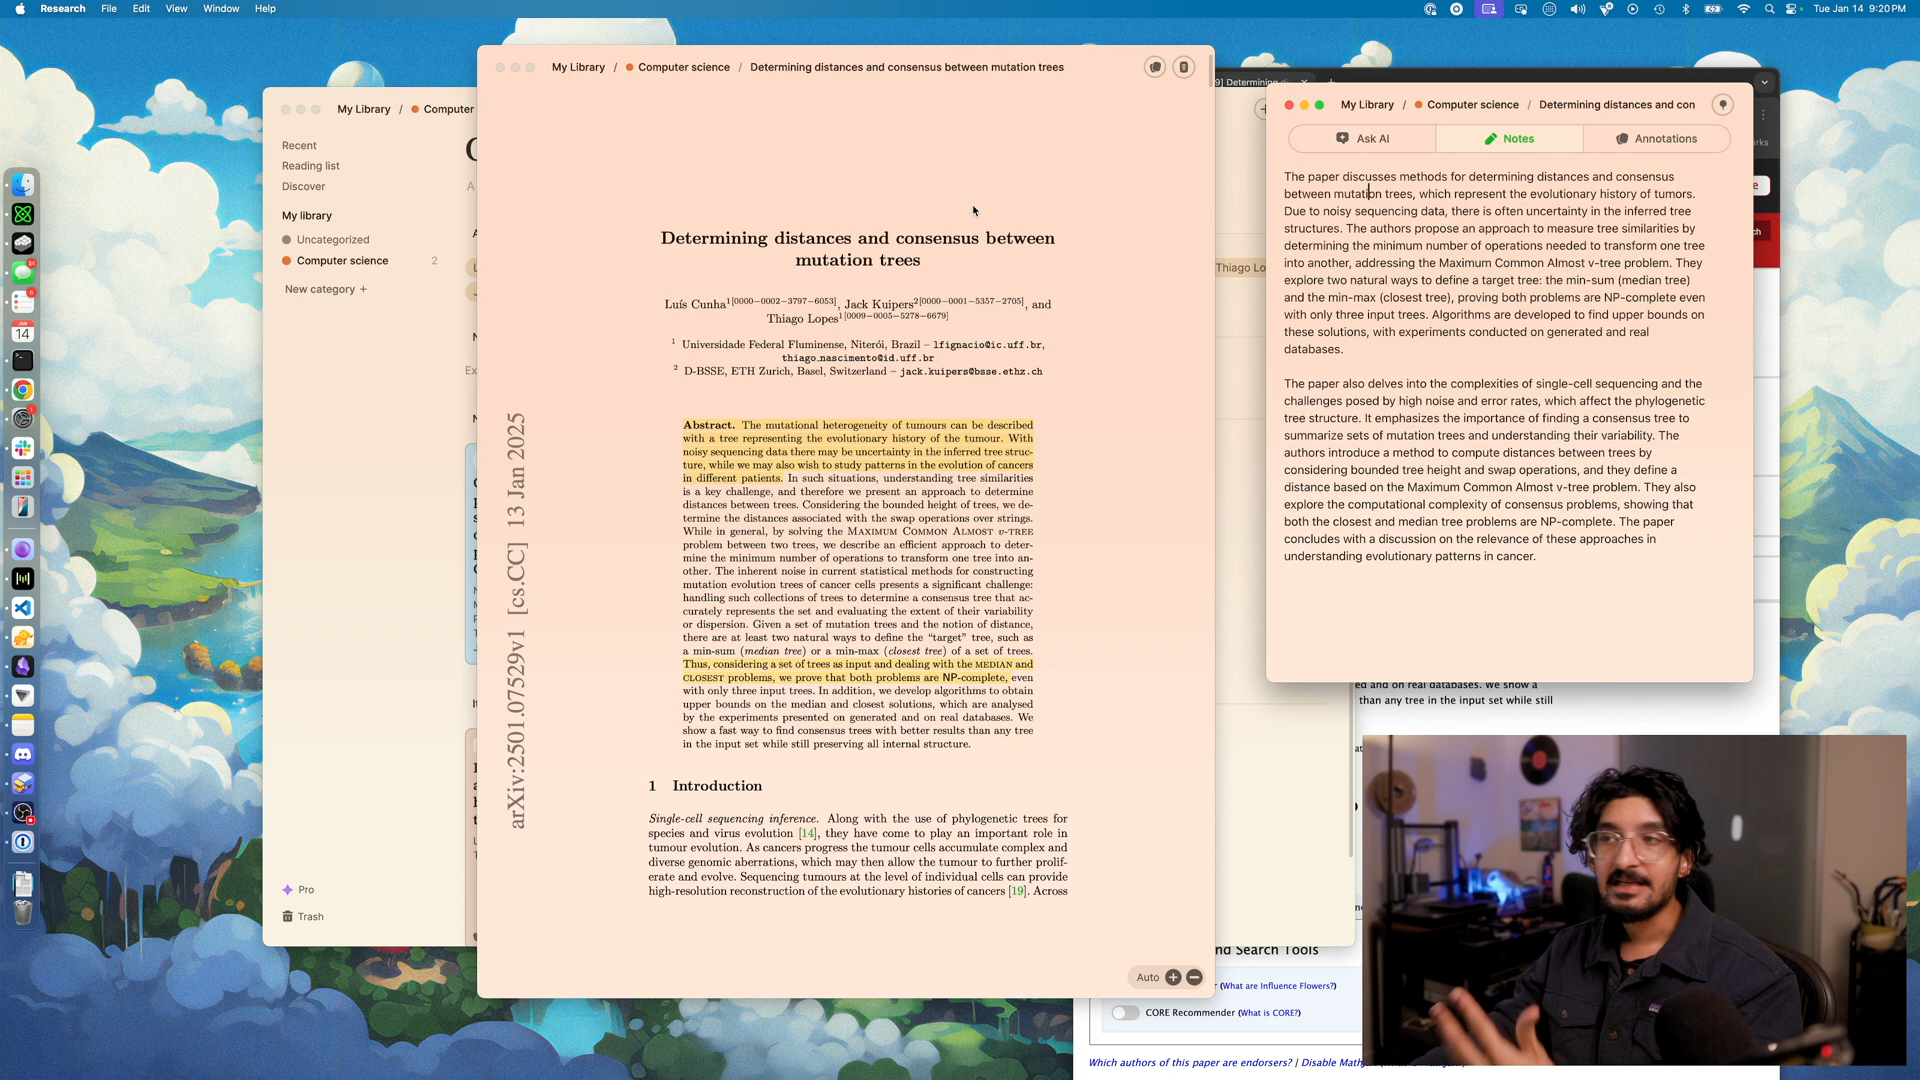 Research File Edit View Window Help
Tue Jan 14 9:20 PM
34
6
JAN
14
1
My Library / Computer
Recent
Reading list
Discover
My library
Uncategorized
Computer science 2
New category +
Pro
Trash
My Library / Computer science / Determining distances and consensus between mutation trees
Determining distances and consensus between
mutation trees
Luís Cunha1[0000−0002−3797−6053], Jack Kuipers2[0000−0001−5357−2705], and
Thiago Lopes1[0009−0005−5278−6679]
1 Universidade Federal Fluminense, Niterói, Brazil – lfignacio@ic.uff.br,
thiago_nascimento@id.uff.br
2 D-BSSE, ETH Zurich, Basel, Switzerland – jack.kuipers@bsse.ethz.ch
arXiv:2501.07529v1 [cs.CC] 13 Jan 2025
Abstract. The mutational heterogeneity of tumours can be described
with a tree representing the evolutionary history of the tumour. With
noisy sequencing data there may be uncertainty in the inferred tree struc-
ture, while we may also wish to study patterns in the evolution of cancers
in different patients. In such situations, understanding tree similarities
is a key challenge, and therefore we present an approach to determine
distances between trees. Considering the bounded height of trees, we de-
termine the distances associated with the swap operations over strings.
While in general, by solving the Maximum Common Almost v-tree
problem between two trees, we describe an efficient approach to deter-
mine the minimum number of operations to transform one tree into an-
other. The inherent noise in current statistical methods for constructing
mutation evolution trees of cancer cells presents a significant challenge:
handling such collections of trees to determine a consensus tree that ac-
curately represents the set and evaluating the extent of their variability
or dispersion. Given a set of mutation trees and the notion of distance,
there are at least two natural ways to define the “target” tree, such as
a min-sum (median tree) or a min-max (closest tree) of a set of trees.
Thus, considering a set of trees as input and dealing with the median and
closest problems, we prove that both problems are NP-complete, even
with only three input trees. In addition, we develop algorithms to obtain
upper bounds on the median and closest solutions, which are analysed
by the experiments presented on generated and on real databases. We
show a fast way to find consensus trees with better results than any tree
in the input set while still preserving all internal structure.
1 Introduction
Single-cell sequencing inference. Along with the use of phylogenetic trees for
species and virus evolution [14], they have come to play an important role in
tumour evolution. As cancers progress the tumour cells accumulate complex and
diverse genomic aberrations, which may then allow the tumour to further prolif-
erate and evolve. Sequencing tumours at the level of individual cells can provide
high-resolution reconstruction of the evolutionary histories of cancers [19]. Across
Auto
Thiago Lo
9] Determining
My Library / Computer science / Determining distances and con
Ask AI
Notes
Annotations
The paper discusses methods for determining distances and consensus
between mutation trees, which represent the evolutionary history of tumors.
Due to noisy sequencing data, there is often uncertainty in the inferred tree
structures. The authors propose an approach to measure tree similarities by
determining the minimum number of operations needed to transform one tree
into another, addressing the Maximum Common Almost v-tree problem. They
explore two natural ways to define a target tree: the min-sum (median tree)
and the min-max (closest tree), proving both problems are NP-complete even
with only three input trees. Algorithms are developed to find upper bounds on
these solutions, with experiments conducted on generated and real
databases.
The paper also delves into the complexities of single-cell sequencing and the
challenges posed by high noise and error rates, which affect the phylogenetic
tree structure. It emphasizes the importance of finding a consensus tree to
summarize sets of mutation trees and understanding their variability. The
authors introduce a method to compute distances between trees by
considering bounded tree height and swap operations, and they define a
distance based on the Maximum Common Almost v-tree problem. They also
explore the computational complexity of consensus problems, showing that
both the closest and median tree problems are NP-complete. The paper
concludes with a discussion on the relevance of these approaches in
understanding evolutionary patterns in cancer.
ed and on real databases. We show a
than any tree in the input set while still
nd Search Tools
r (What are Influence Flowers?)
CORE Recommender (What is CORE?)
Which authors of this paper are endorsers? | Disable Math